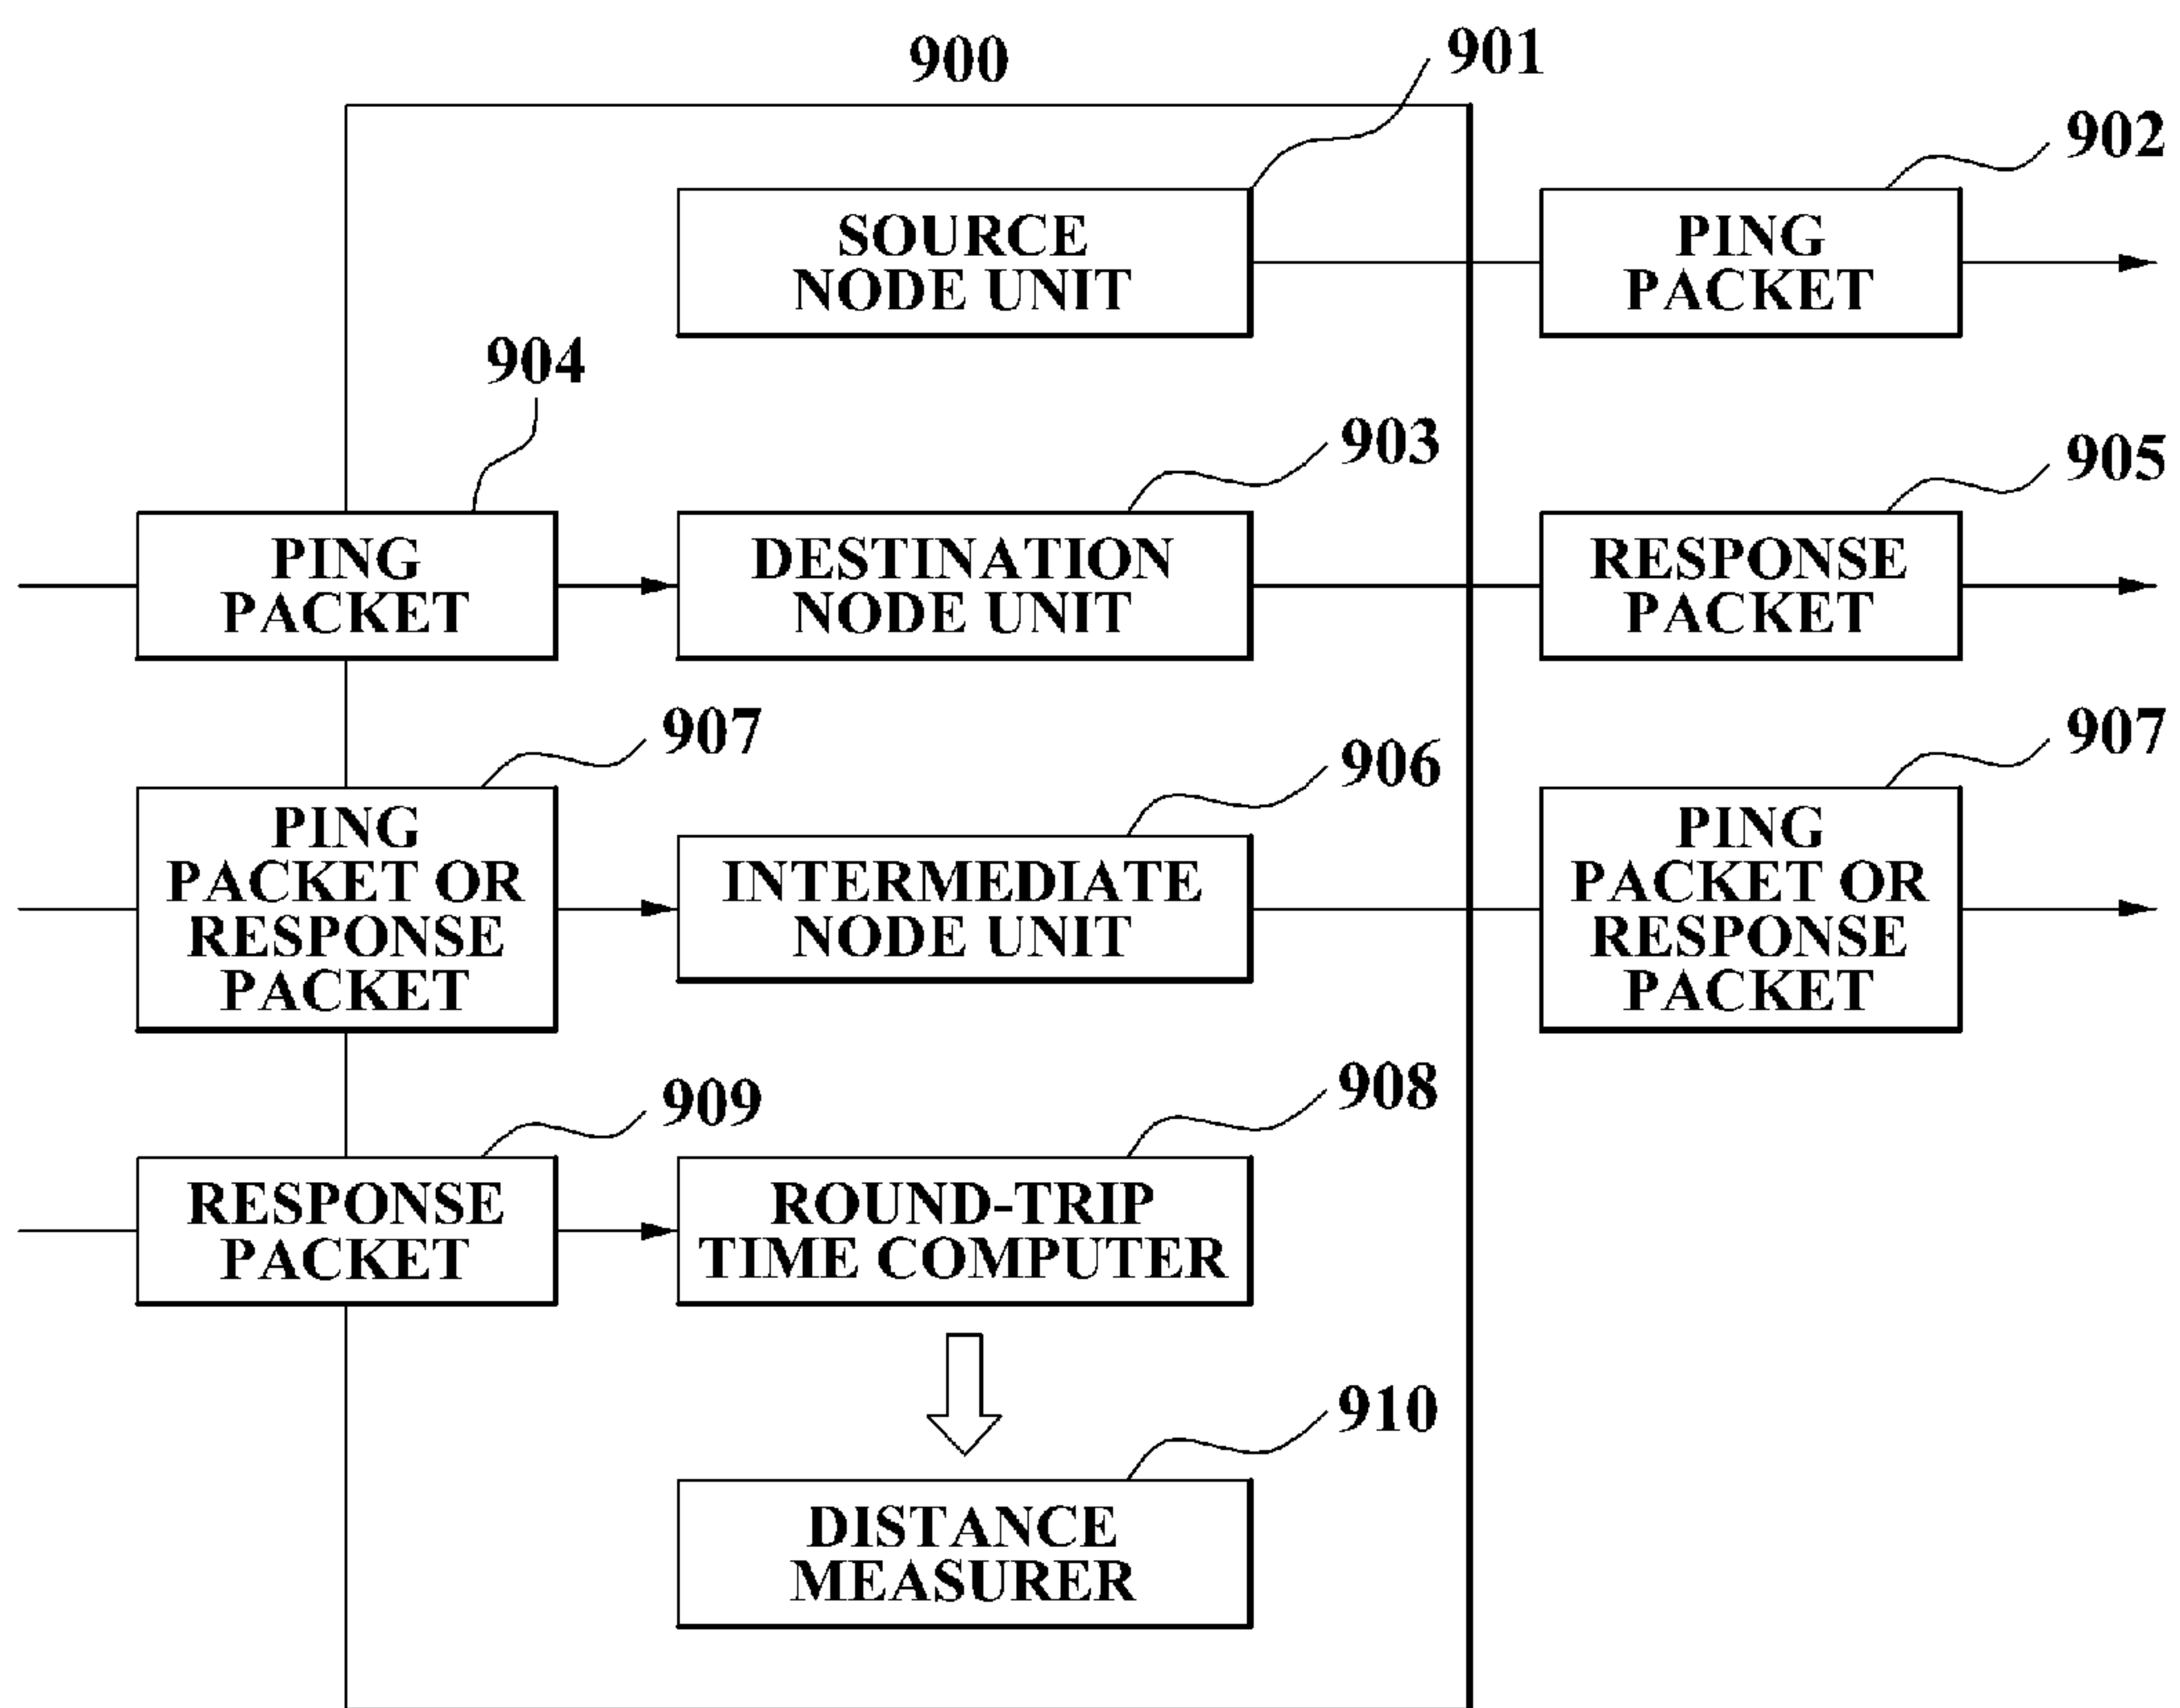 900
901
902
SOURCE
NODE UNIT
PING
PACKET
904
903
905
PING
PACKET
DESTINATION
NODE UNIT
RESPONSE
PACKET
907
906
907
PING
PACKET OR
RESPONSE
PACKET
INTERMEDIATE
NODE UNIT
PING
PACKET OR
RESPONSE
PACKET
909
908
RESPONSE
PACKET
ROUND-TRIP
TIME COMPUTER
910
DISTANCE
MEASURER